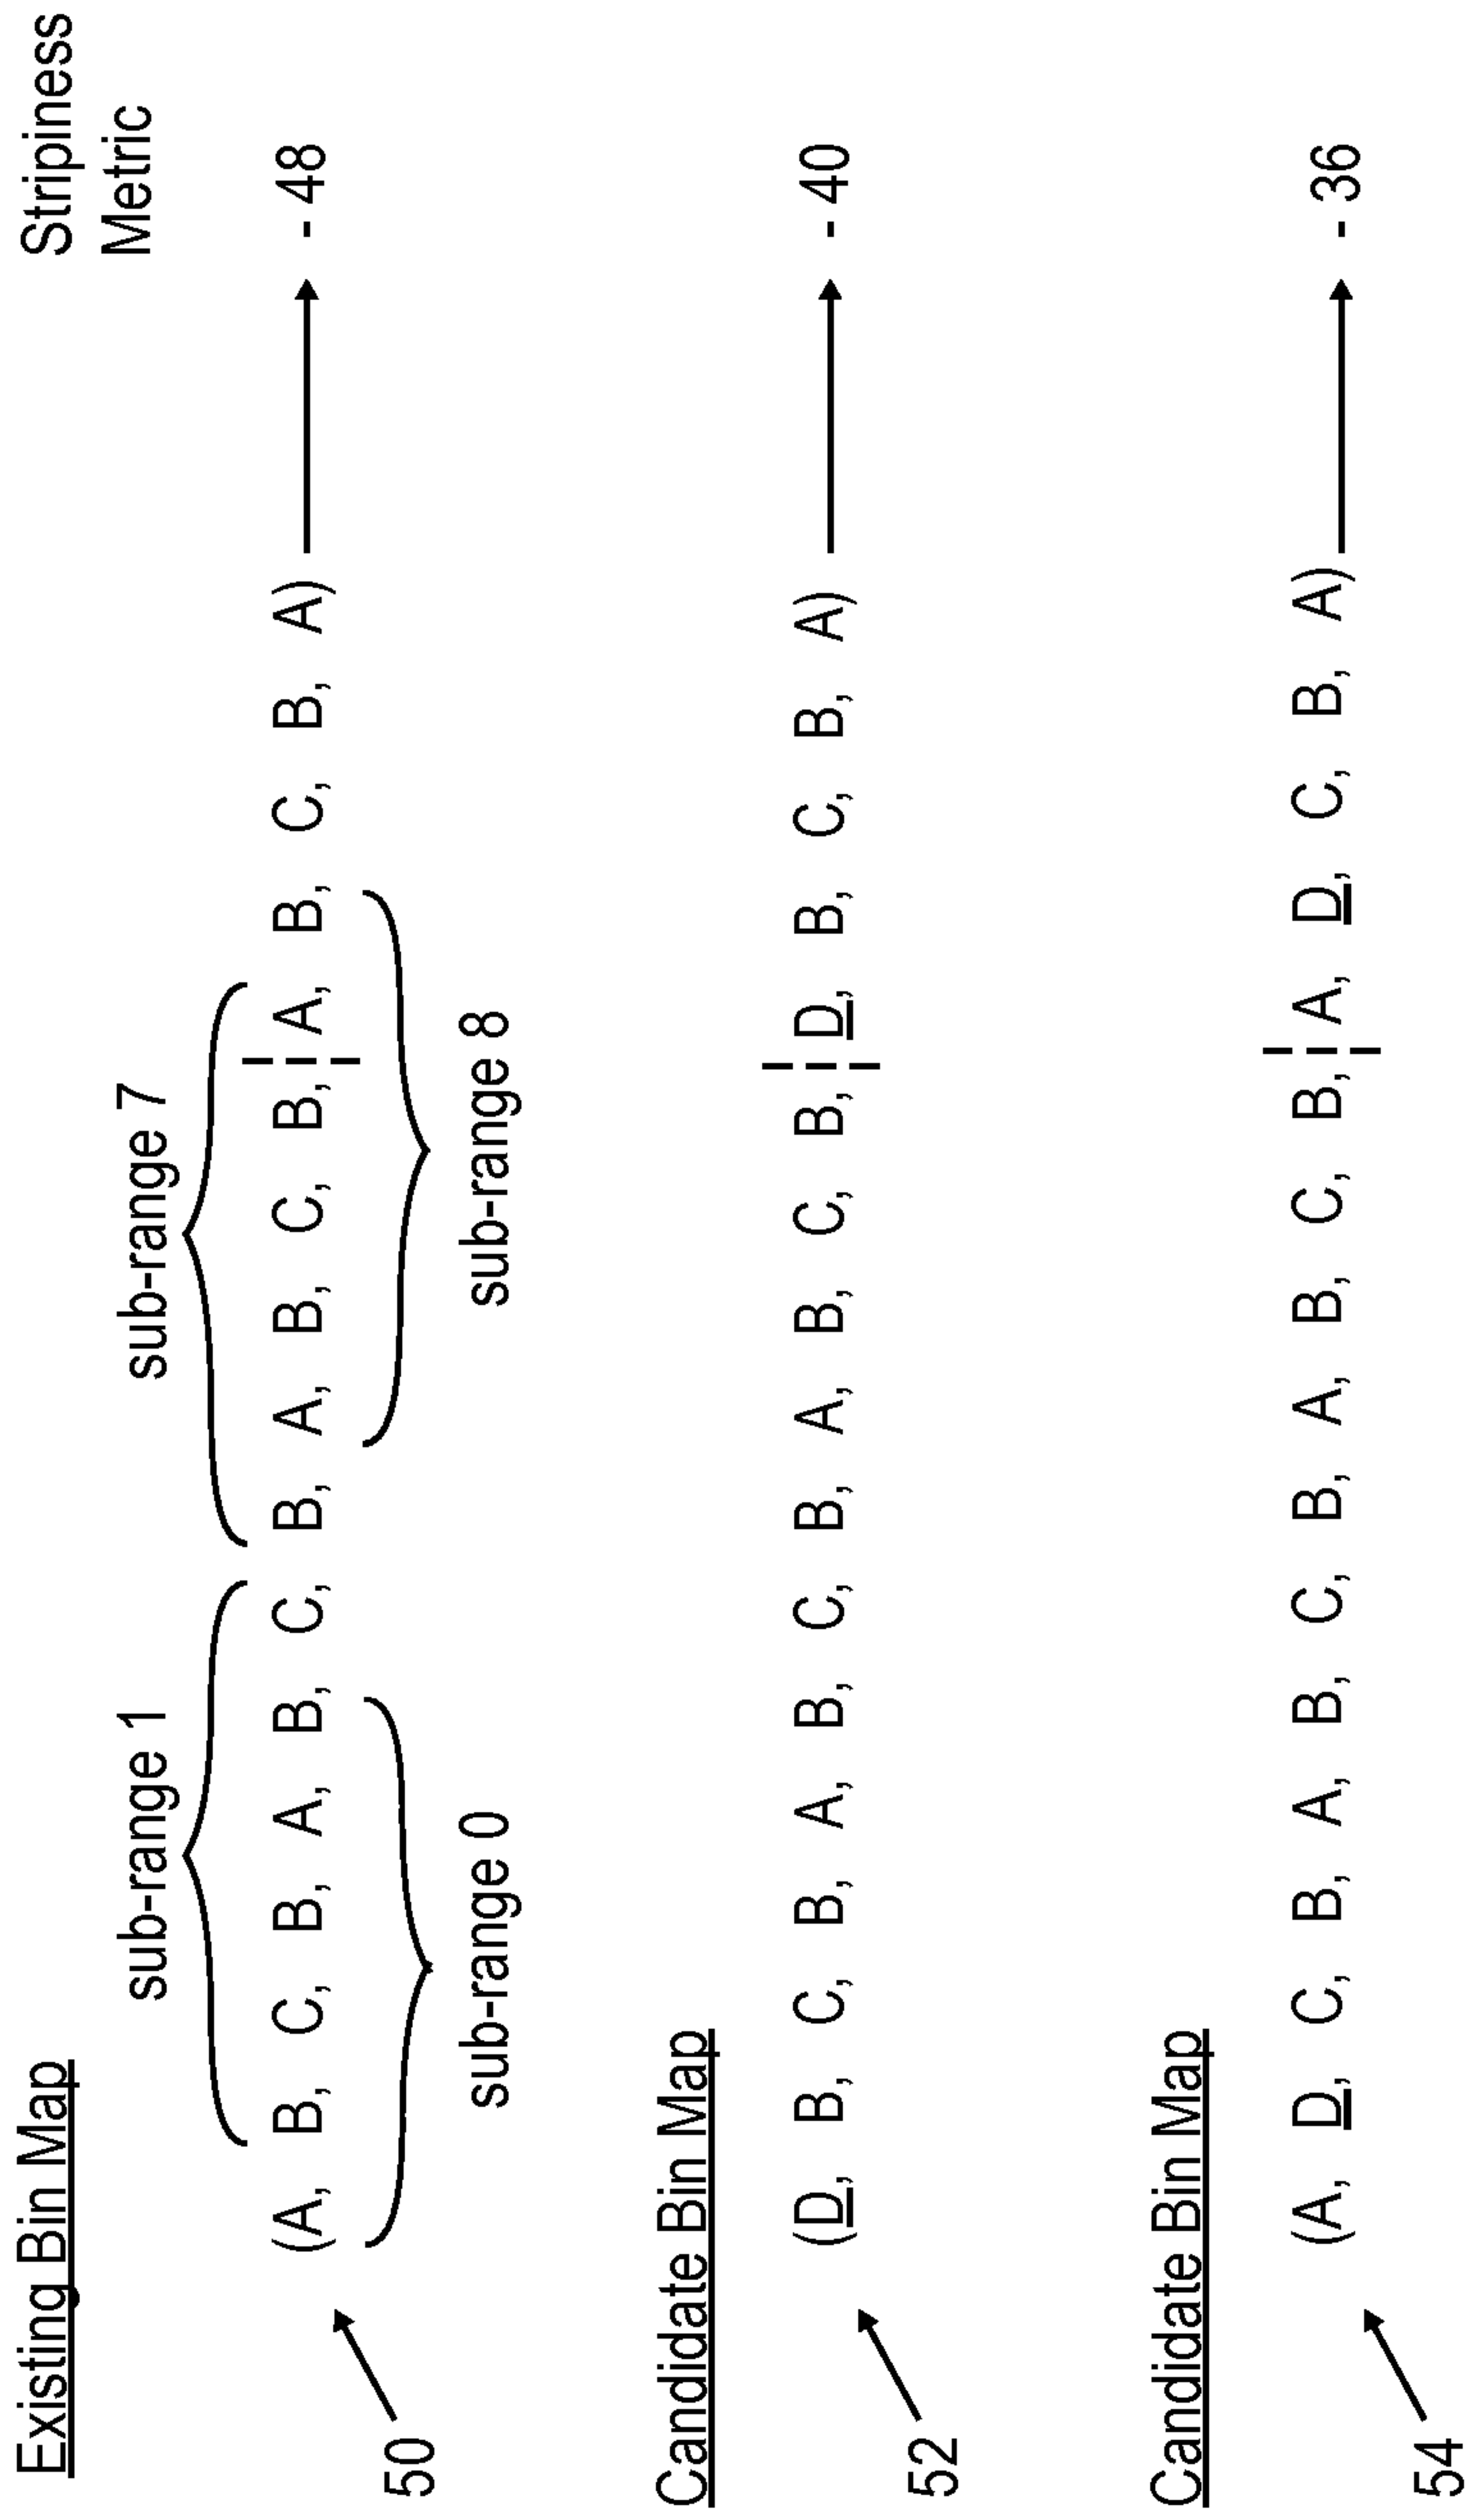 Existing Bin Map
Stripiness
Metric
sub-range 1
sub-range 7
(A, B, C, B, A, B, C, B, A, B, C, B, A, B, C, B, A)
- 48
50
sub-range 0
sub-range 8
Candidate Bin Map
(D, B, C, B, A, B, C, B, A, B, C, B, D, B, C, B, A)
- 40
52
Candidate Bin Map
(A, D, C, B, A, B, C, B, A, B, C, B, A, D, C, B, A)
- 36
54